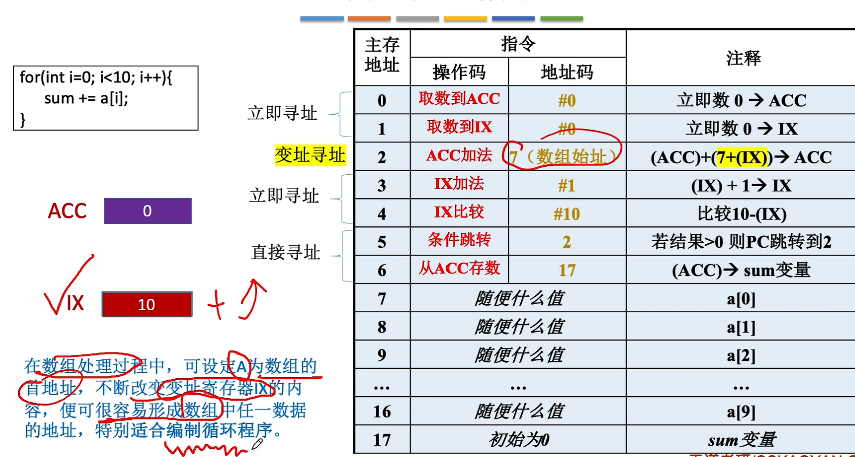 for(int i=0; i<10; i++){
sum += a[i];
}
立即寻址
变址寻址
立即寻址
直接寻址
ACC 0
IX 10
在数组处理过程中，可设定A为数组的
首地址，不断改变变址寄存器IX的内
容，便可很容易形成数组中任一数据
的地址，特别适合编制循环程序。
主存地址 指令 注释
操作码 地址码
0 取数到ACC #0 立即数 0 → ACC
1 取数到IX #0 立即数 0 → IX
2 ACC加法 7（数组始址） (ACC)+(7+(IX))→ ACC
3 IX加法 #1 (IX) + 1→ IX
4 IX比较 #10 比较10-(IX)
5 条件跳转 2 若结果>0 则PC跳转到2
6 从ACC存数 17 (ACC)→ sum变量
7 随便什么值 a[0]
8 随便什么值 a[1]
9 随便什么值 a[2]
... ... ...
16 随便什么值 a[9]
17 初始为0 sum变量